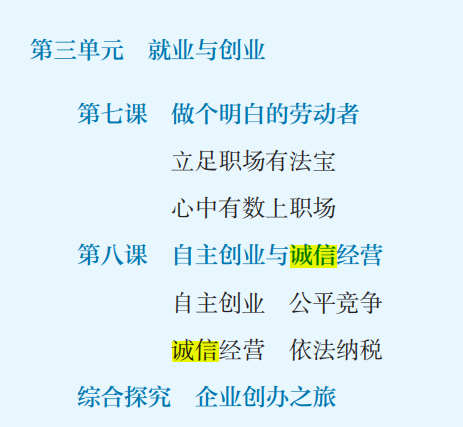 第三单元 就业与创业
第七课 做个明白的劳动者
立足职场有法宝
心中有数上职场
第八课 自主创业与诚信经营
自主创业 公平竞争
诚信经营 依法纳税
综合探究 企业创办之旅